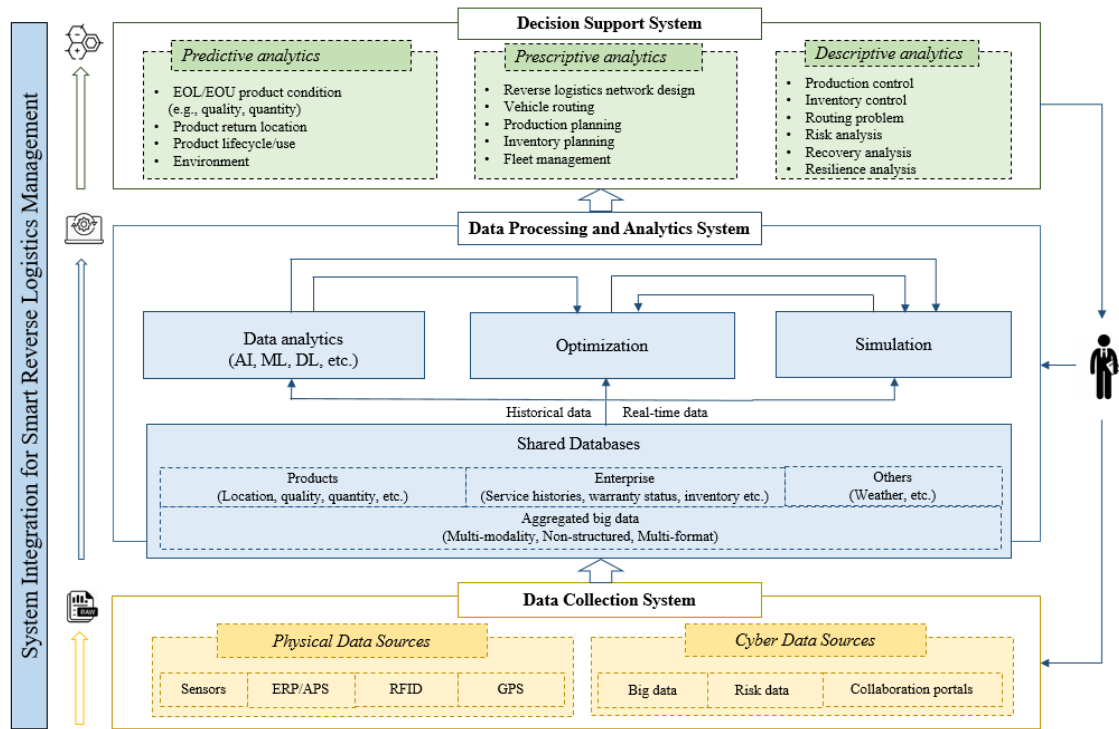 System Integration for Smart Reverse Logistics Management
Decision Support System
Predictive analytics
• EOL/EOU product condition
(e.g., quality, quantity)
• Product return location
• Product lifecycle/use
• Environment
Prescriptive analytics
• Reverse logistics network design
• Vehicle routing
• Production planning
• Inventory planning
• Fleet management
Descriptive analytics
• Production control
• Inventory control
• Routing problem
• Risk analysis
• Recovery analysis
• Resilience analysis
Data Processing and Analytics System
Data analytics
(AI, ML, DL, etc.)
Optimization
Simulation
Historical data
Real-time data
Shared Databases
Products
(Location, quality, quantity, etc.)
Enterprise
(Service histories, warranty status, inventory etc.)
Others
(Weather, etc.)
Aggregated big data
(Multi-modality, Non-structured, Multi-format)
RAW
Data Collection System
Physical Data Sources
Sensors
ERP/APS
RFID
GPS
Cyber Data Sources
Big data
Risk data
Collaboration portals